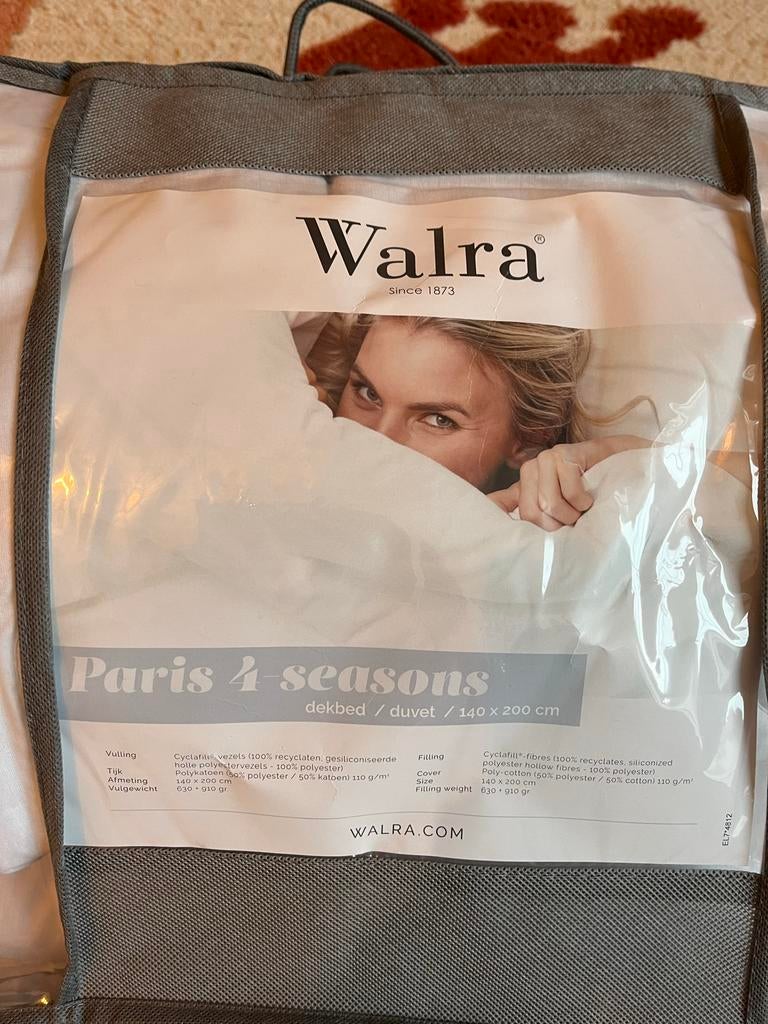 Walra®
Since 1873
Paris 4-seasons
dekbed / duvet / 140 x 200 cm
Vulling Cyclafill®-vezels (100% recyclaten, gesiliconiseerde
holle polyestervezels - 100% polyester)
Tijk Polykatoen (50% polyester / 50% katoen) 110 g/m²
Afmeting 140 x 200 cm
Vulgewicht 630 + 910 gr.
Filling Cyclafill®-fibres (100% recyclates, siliconized
polyester hollow fibres - 100% polyester)
Cover Poly-cotton (50% polyester / 50% cotton) 110 g/m²
Size 140 x 200 cm
Filling weight 630 + 910 gr.
WALRA.COM
EL7*4812